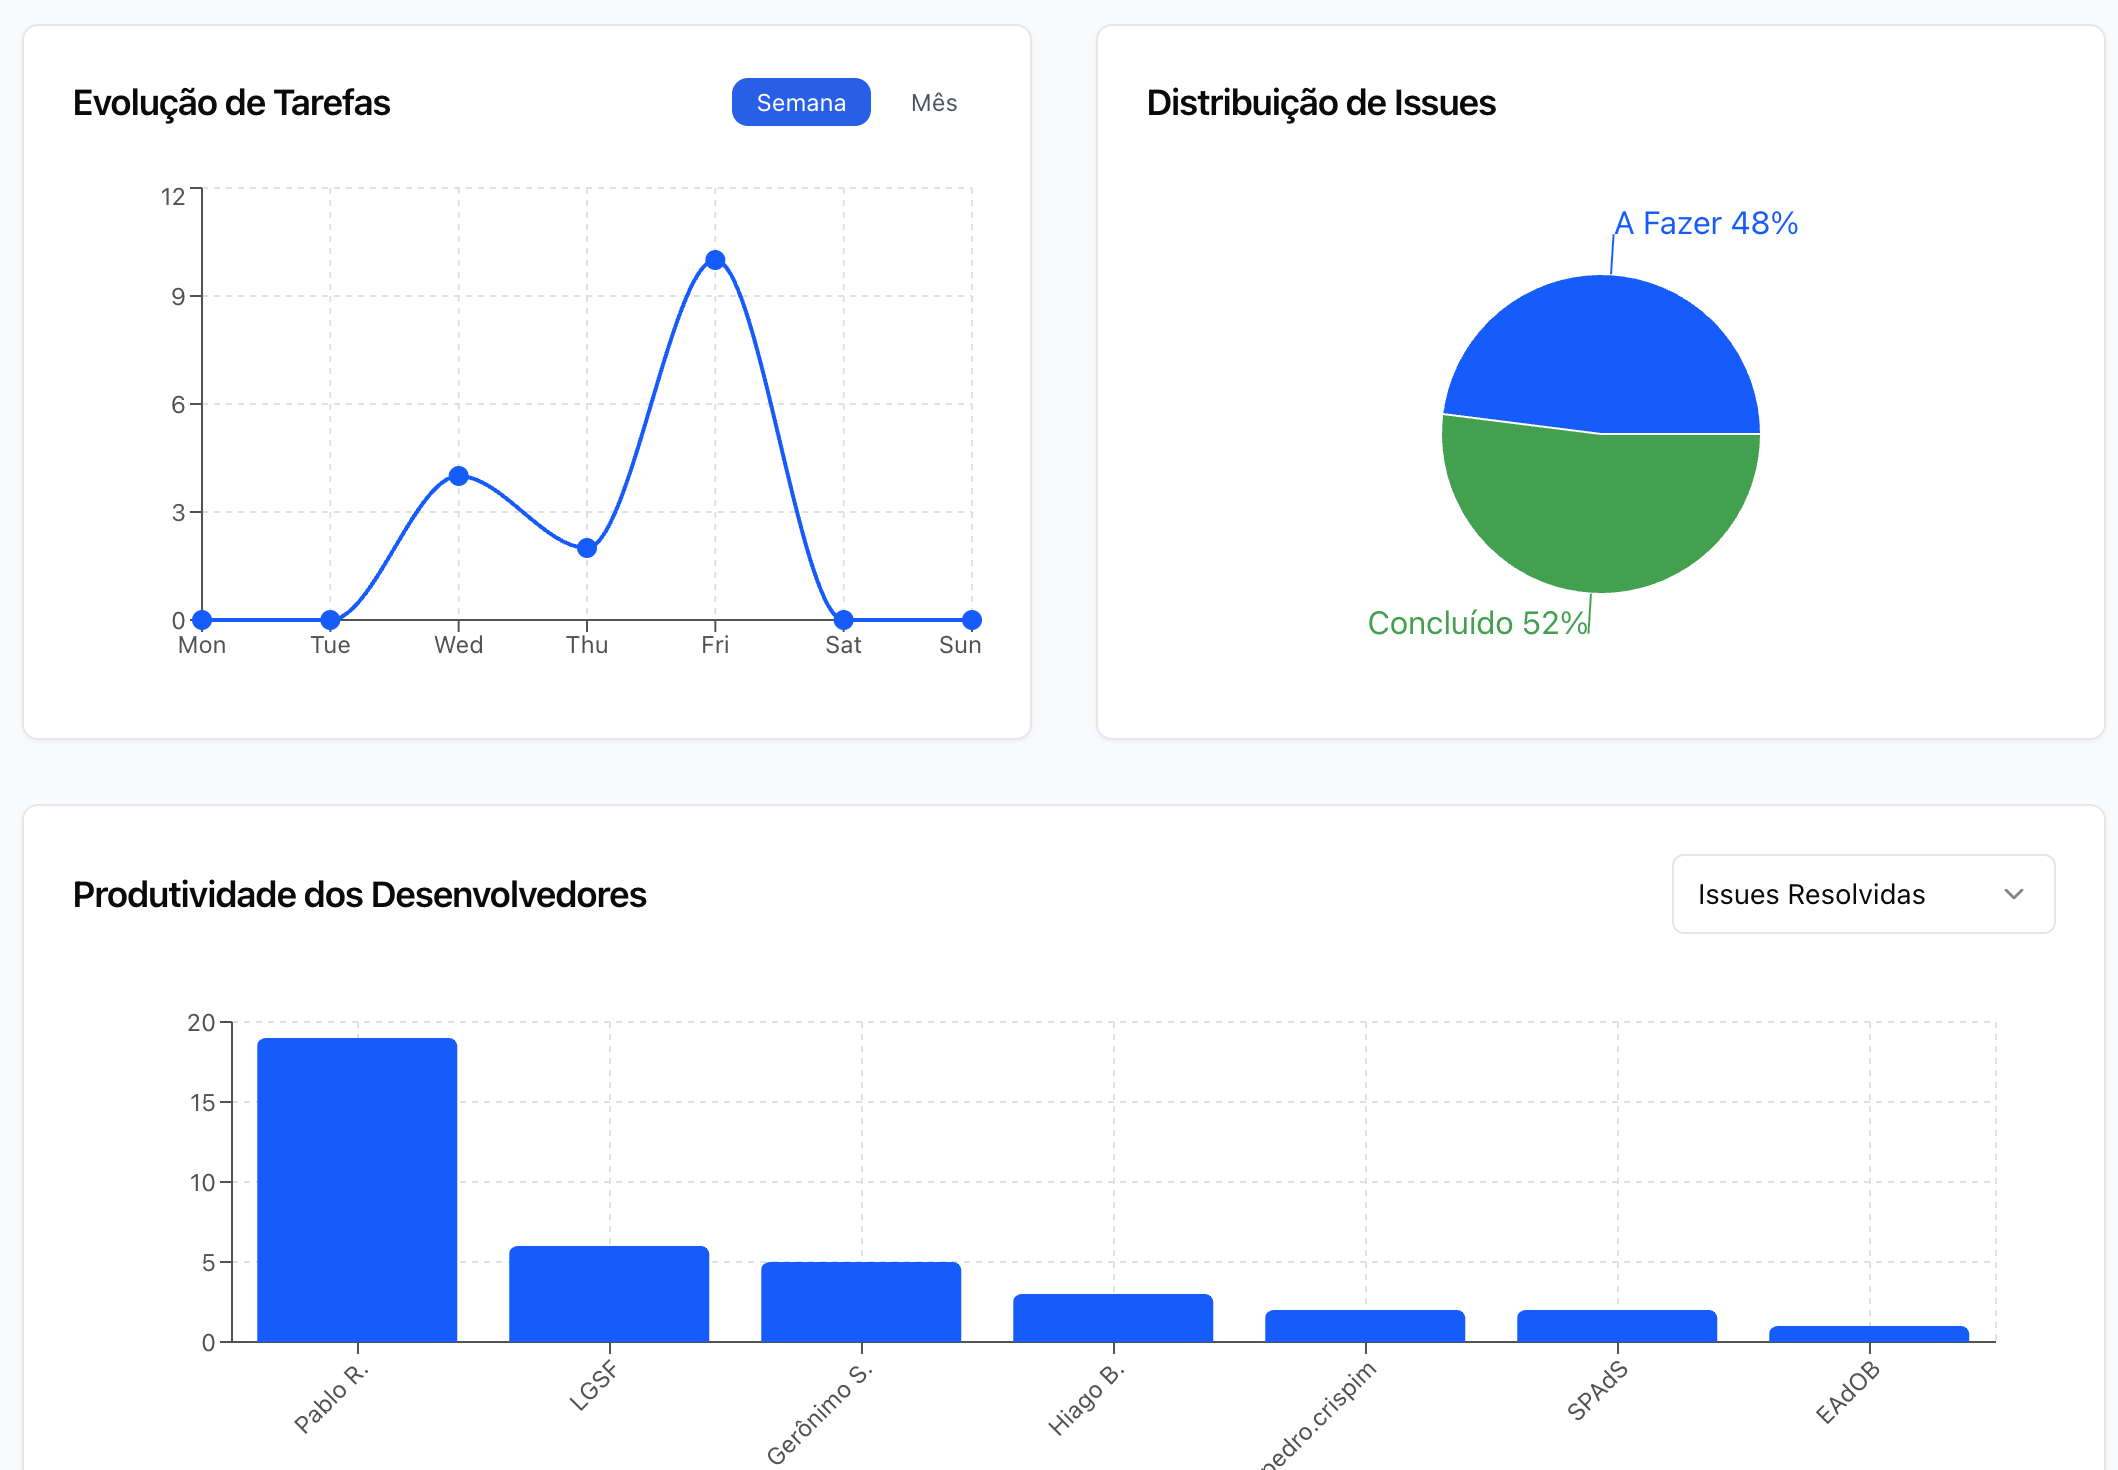 Evolução de Tarefas
Semana
Mês
12
9
6
3
0
Mon
Tue
Wed
Thu
Fri
Sat
Sun
Distribuição de Issues
A Fazer 48%
Concluído 52%
Produtividade dos Desenvolvedores
Issues Resolvidas
20
15
10
5
0
Pablo R.
LGSF
Gerônimo S.
Hiago B.
pedro.crispim
SPAdS
EAdOB